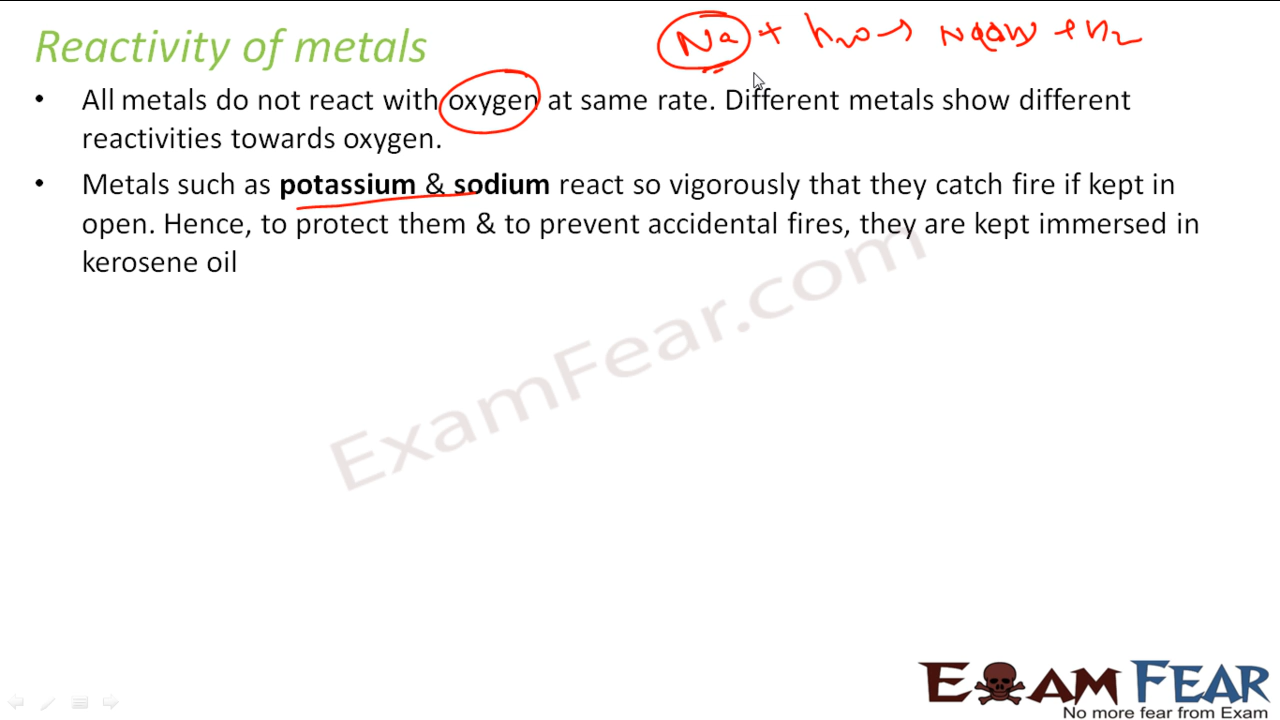 Reactivity of metals
Na + h₂o → NaOH + H₂
• All metals do not react with oxygen at same rate. Different metals show different
reactivities towards oxygen.
• Metals such as potassium & sodium react so vigorously that they catch fire if kept in
open. Hence, to protect them & to prevent accidental fires, they are kept immersed in
kerosene oil
ExamFear.com
EXAM FEAR
No more fear from Exam